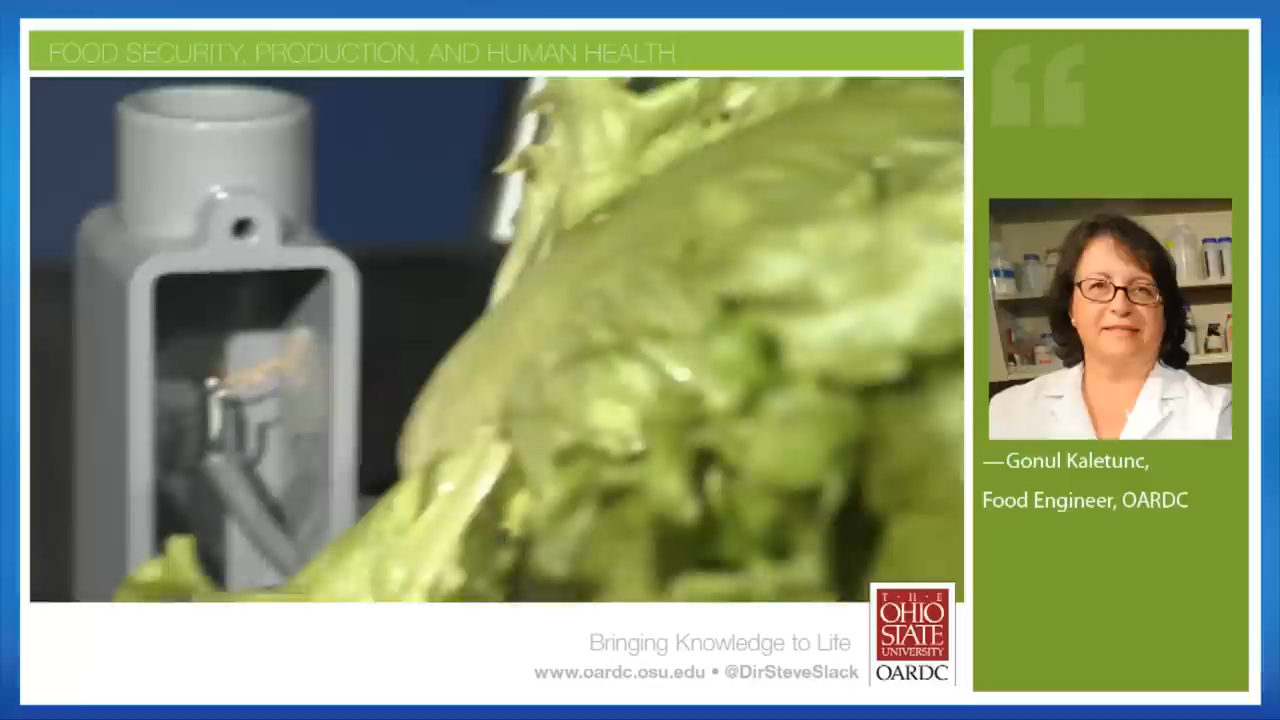 FOOD SECURITY, PRODUCTION, AND HUMAN HEALTH
“
—Gonul Kaletunc,
Food Engineer, OARDC
Bringing Knowledge to Life
www.oardc.osu.edu • @DirSteveSlack
T · H · E
OHIO
STATE
UNIVERSITY
OARDC